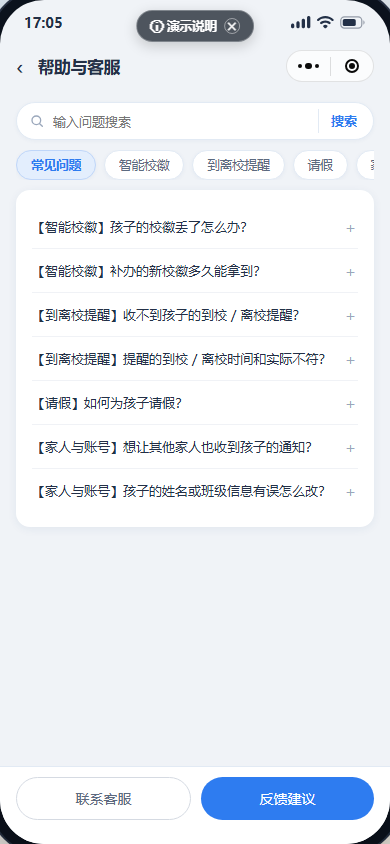 17:05
演示说明
帮助与客服
输入问题搜索
搜索
常见问题
智能校徽
到离校提醒
请假
【智能校徽】孩子的校徽丢了怎么办？
【智能校徽】补办的新校徽多久能拿到？
【到离校提醒】收不到孩子的到校 / 离校提醒？
【到离校提醒】提醒的到校 / 离校时间和实际不符？
【请假】如何为孩子请假？
【家人与账号】想让其他家人也收到孩子的通知？
【家人与账号】孩子的姓名或班级信息有误怎么改？
联系客服
反馈建议